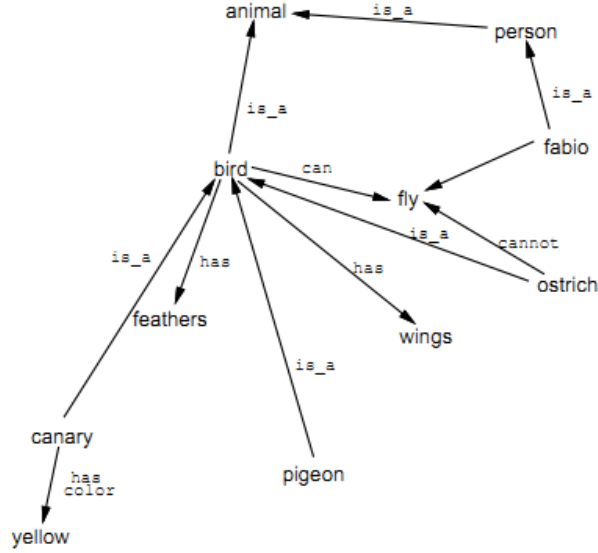 animal
is_a
person
is_a
is_a
fabio
bird
can
fly
is_a
cannot
is_a
has
has
ostrich
feathers
wings
is_a
canary
pigeon
has
color
yellow